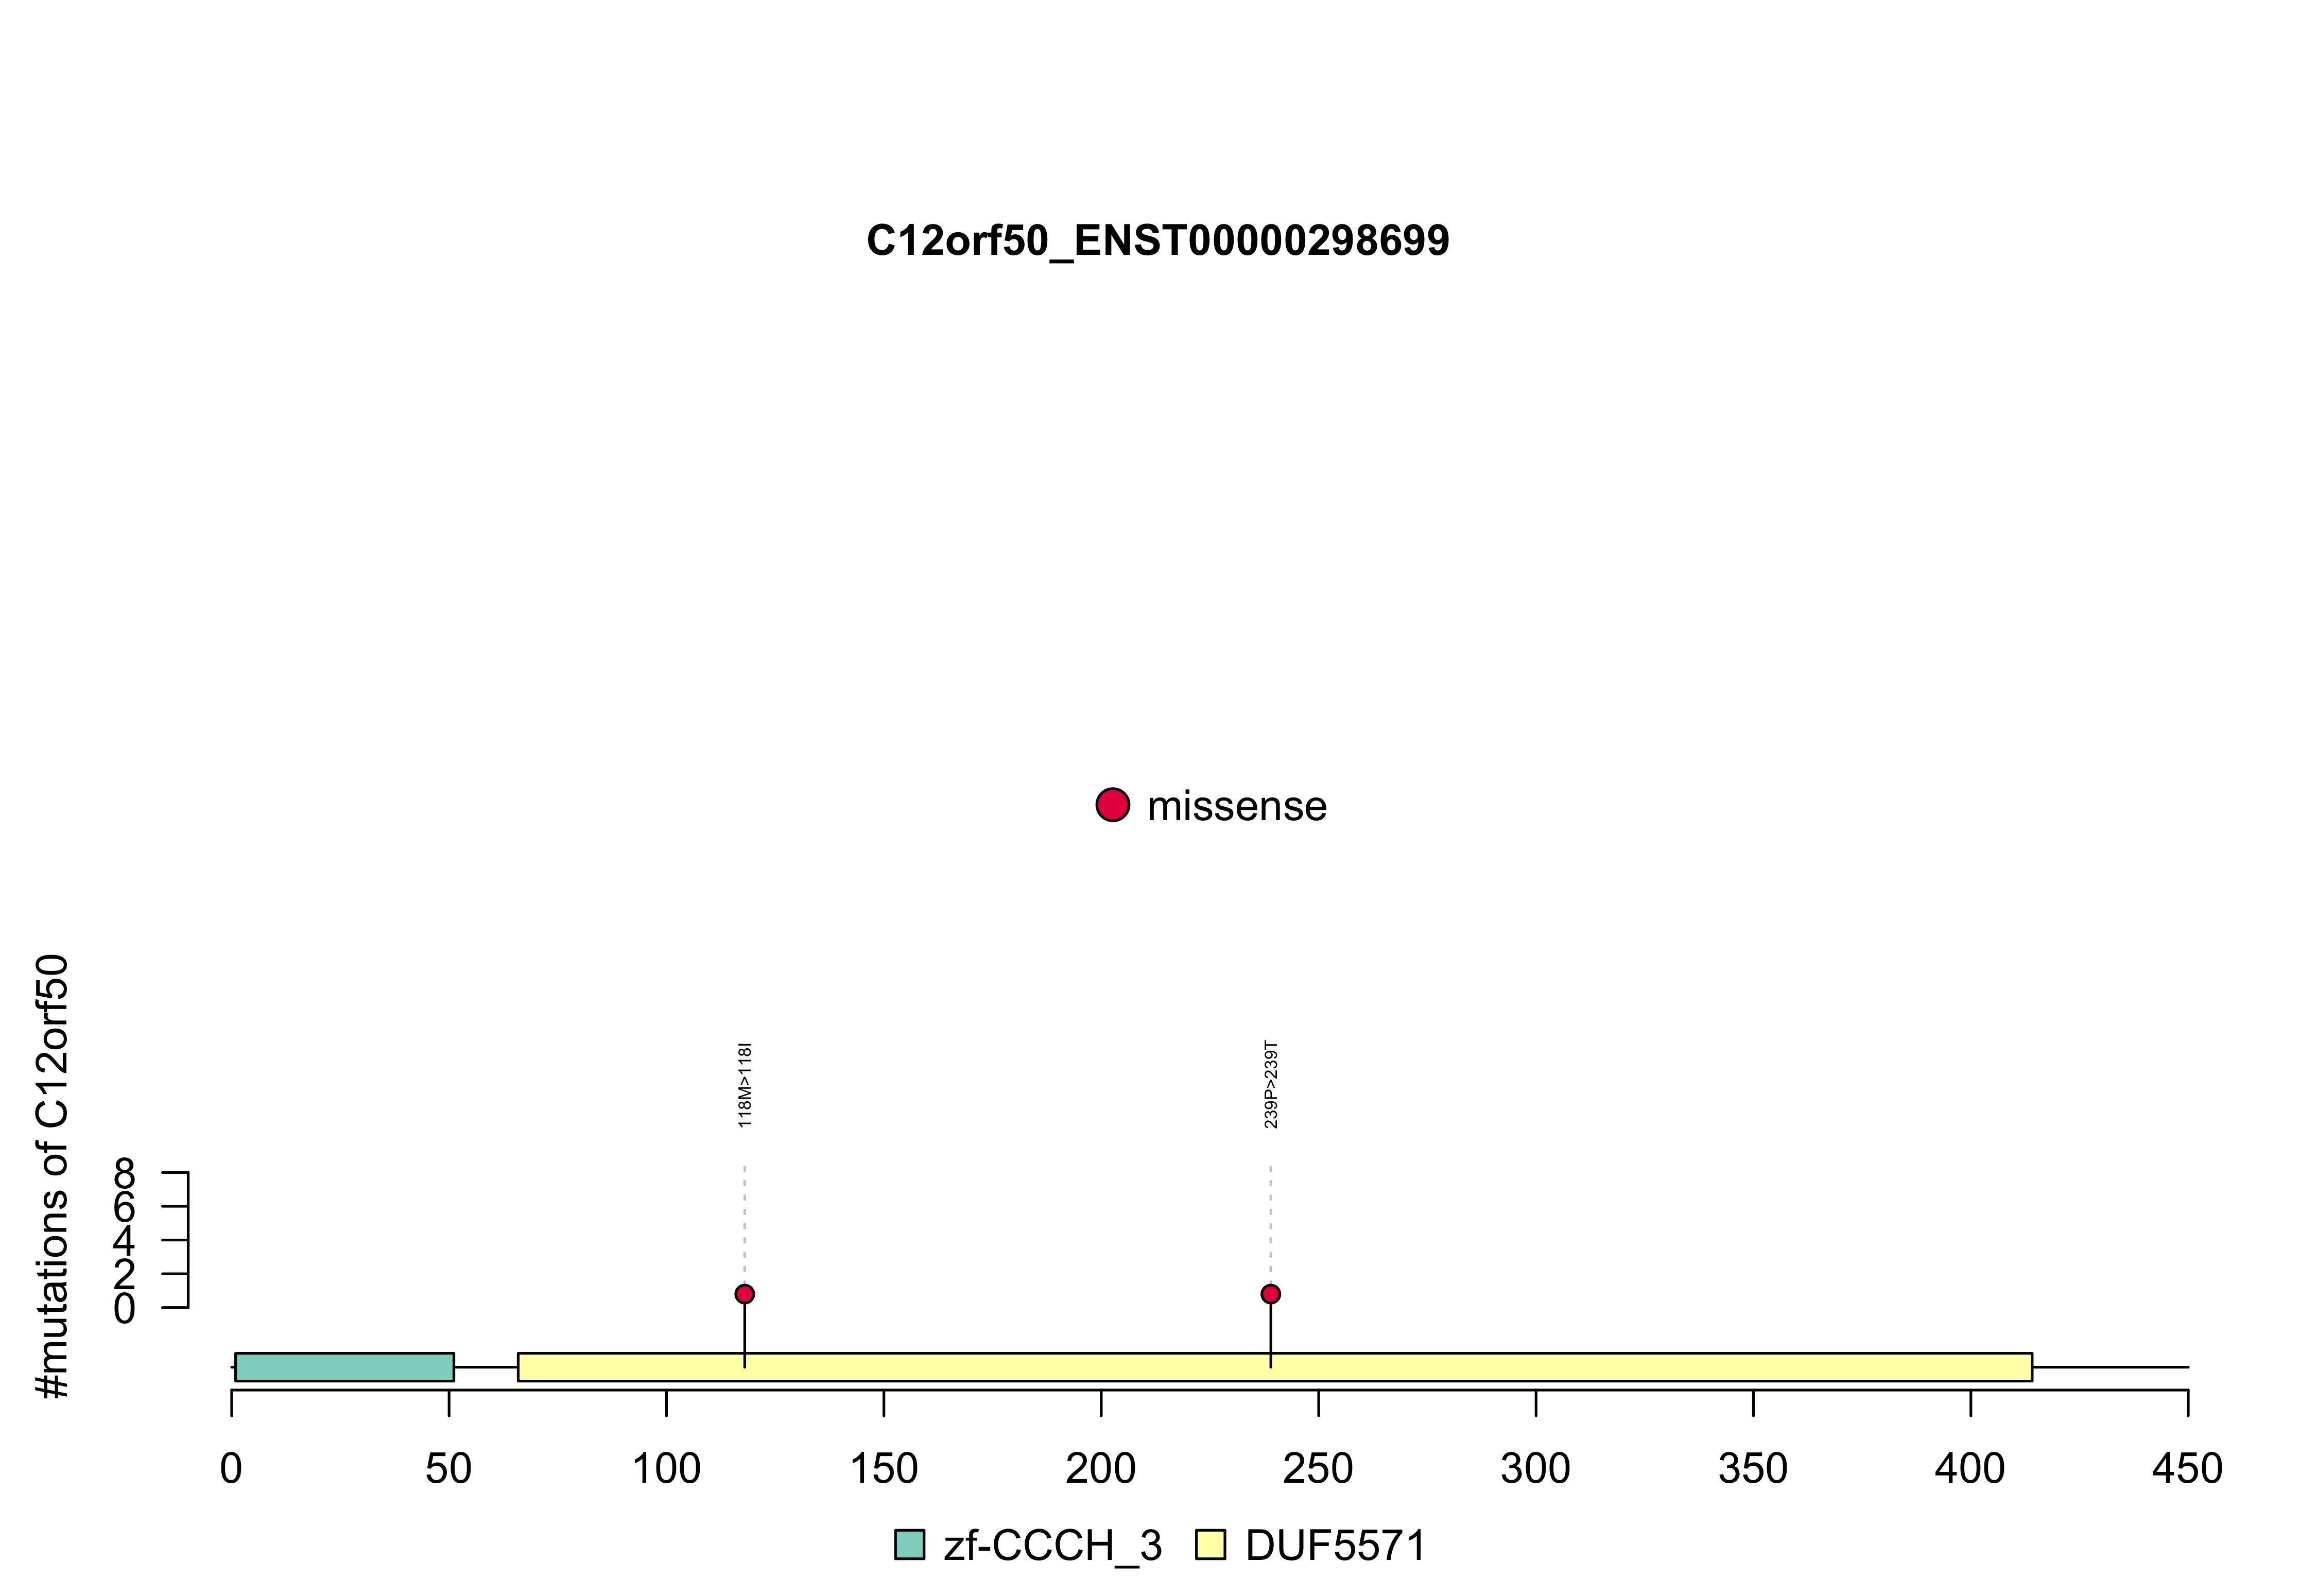 C12orf50_ENST00000298699
missense
#mutations of C12orf50
118M>118I
239P>239T
8
6
4
2
0
0 50 100 150 200 250 300 350 400 450
zf-CCCH_3 DUF5571